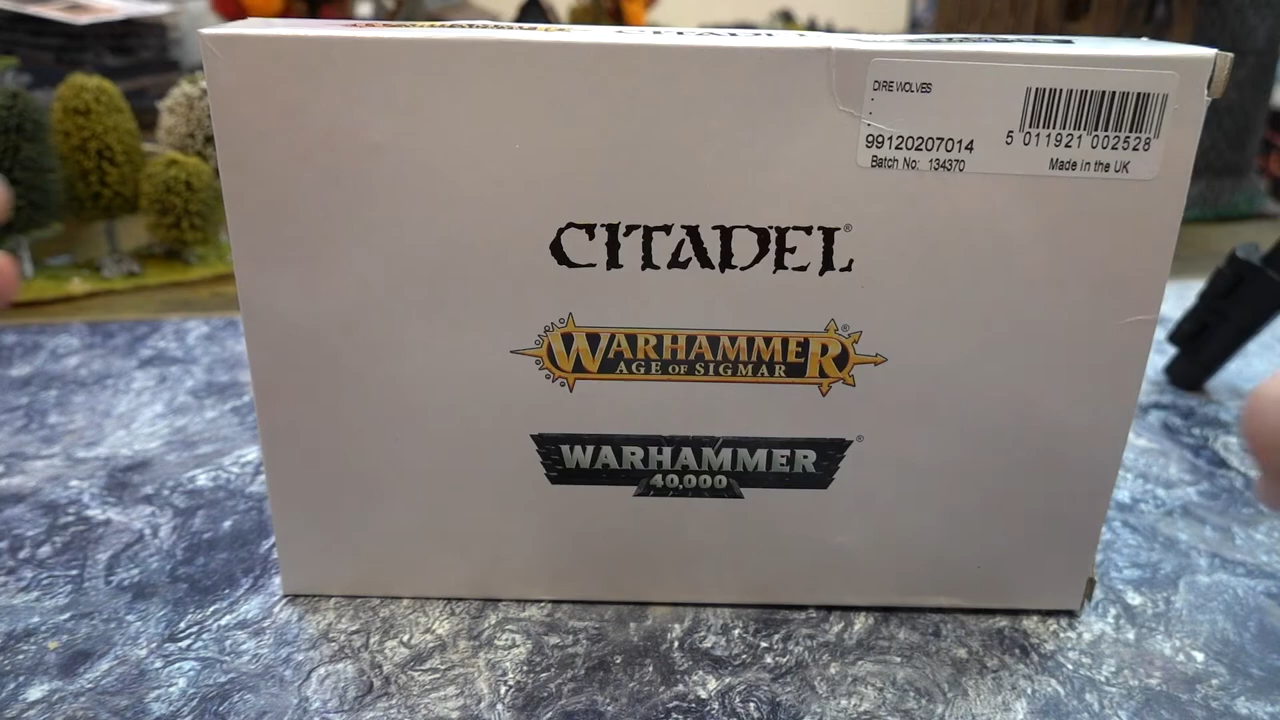 CITADEL
DIRE WOLVES
.
.
.
99120207014
5 011921 002528
Batch No: 134370
Made in the UK
CITADEL®
WARHAMMER®
AGE OF SIGMAR
WARHAMMER®
40,000